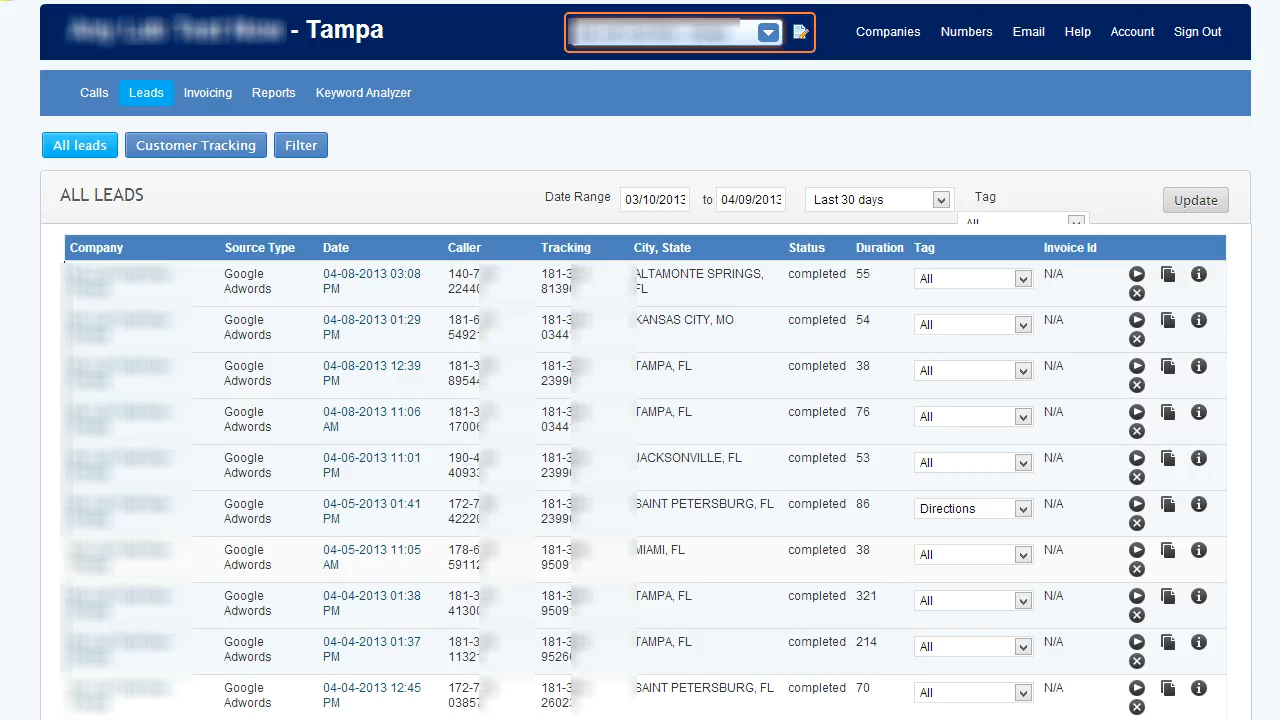 - Tampa
Companies Numbers Email Help Account Sign Out
Calls Leads Invoicing Reports Keyword Analyzer
All leads Customer Tracking Filter
ALL LEADS Date Range 03/10/2013 to 04/09/2013 Last 30 days Tag All Update
Company Source Type Date Caller Tracking City, State Status Duration Tag Invoice Id
Google 04-08-2013 03:08 140-7 181-3 ALTAMONTE SPRINGS, completed 55 All N/A
Adwords PM 22440 8139 FL
Google 04-08-2013 01:29 181-6 181-3 KANSAS CITY, MO completed 54 All N/A
Adwords PM 5492 0344
Google 04-08-2013 12:39 181-3 181-3 TAMPA, FL completed 38 All N/A
Adwords PM 8954 2399
Google 04-08-2013 11:06 181-3 181-3 TAMPA, FL completed 76 All N/A
Adwords AM 1700 0344
Google 04-06-2013 11:01 190-4 181-3 JACKSONVILLE, FL completed 53 All N/A
Adwords PM 4093 2399
Google 04-05-2013 01:41 172-7 181-3 SAINT PETERSBURG, FL completed 86 Directions N/A
Adwords PM 4222 2399
Google 04-05-2013 11:05 178-6 181-3 MIAMI, FL completed 38 All N/A
Adwords AM 5911 9509
Google 04-04-2013 01:38 181-3 181-3 TAMPA, FL completed 321 All N/A
Adwords PM 4130 9509
Google 04-04-2013 01:37 181-3 181-3 TAMPA, FL completed 214 All N/A
Adwords PM 1132 9526
Google 04-04-2013 12:45 172-7 181-3 SAINT PETERSBURG, FL completed 70 All N/A
Adwords PM 0385 2602